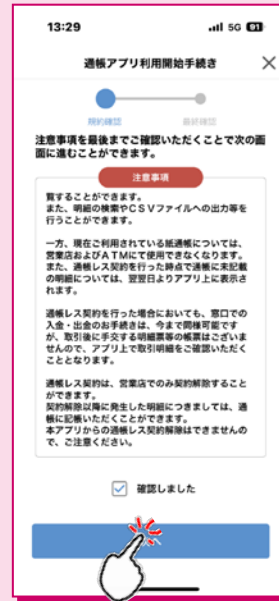 13:29
5G 91
通帳アプリ利用開始手続き
規約確認
最終確認
注意事項を最後までご確認いただくことで次の画
面に進むことができます。
注意事項
覧することができます。
また、明細の検索やCSVファイルへの出力等を
行うことができます。
一方、現在ご利用されている紙通帳については、
営業店およびATMにて使用できなくなります。
また、通帳レス契約を行った時点で通帳に未記載
の明細については、翌翌日よりアプリ上に表示さ
れます。
通帳レス契約を行った場合においても、窓口での
入金・出金のお手続きは、今まで同様可能です
が、取引後に手交する明細票等の帳票はございま
せんので、アプリ上で取引明細をご確認いただく
こととなります。
通帳レス契約は、営業店でのみ契約解除すること
ができます。
契約解除以降に発生した明細につきましては、通
帳に記帳いただくことができます。
本アプリからの通帳レス契約解除はできませんの
で、ご注意ください。
確認しました